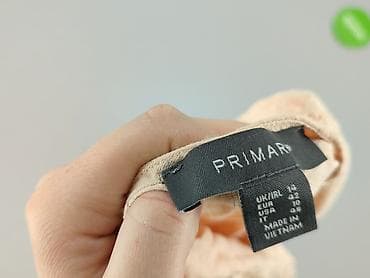 PRIMAR
UK/IRL 14
EUR 42
USA 10
IT 46
MADE IN
VIETNAM